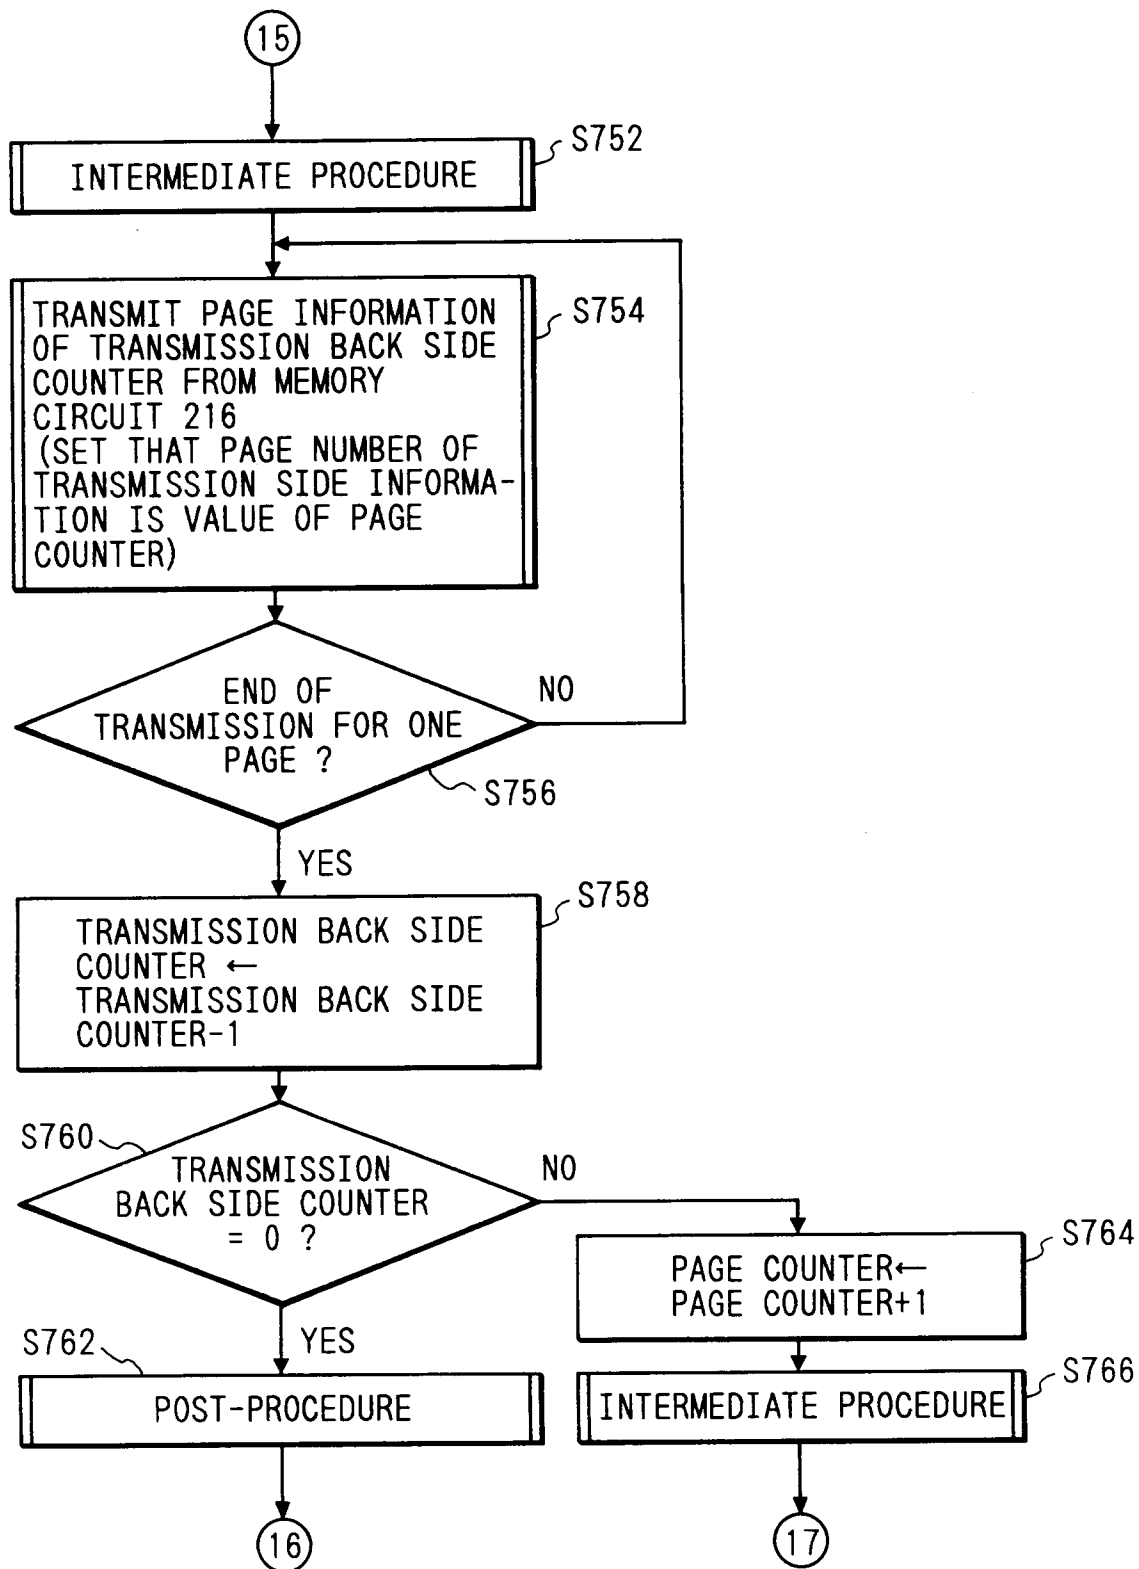 15
INTERMEDIATE PROCEDURE
S752
TRANSMIT PAGE INFORMATION
OF TRANSMISSION BACK SIDE
COUNTER FROM MEMORY
CIRCUIT 216
(SET THAT PAGE NUMBER OF
TRANSMISSION SIDE INFORMA-
TION IS VALUE OF PAGE
COUNTER)
S754
END OF
TRANSMISSION FOR ONE
PAGE ?
NO
S756
YES
TRANSMISSION BACK SIDE
COUNTER ←
TRANSMISSION BACK SIDE
COUNTER-1
S758
S760
TRANSMISSION
BACK SIDE COUNTER
= 0 ?
NO
YES
S764
PAGE COUNTER←
PAGE COUNTER+1
S762
POST-PROCEDURE
S766
INTERMEDIATE PROCEDURE
16
17